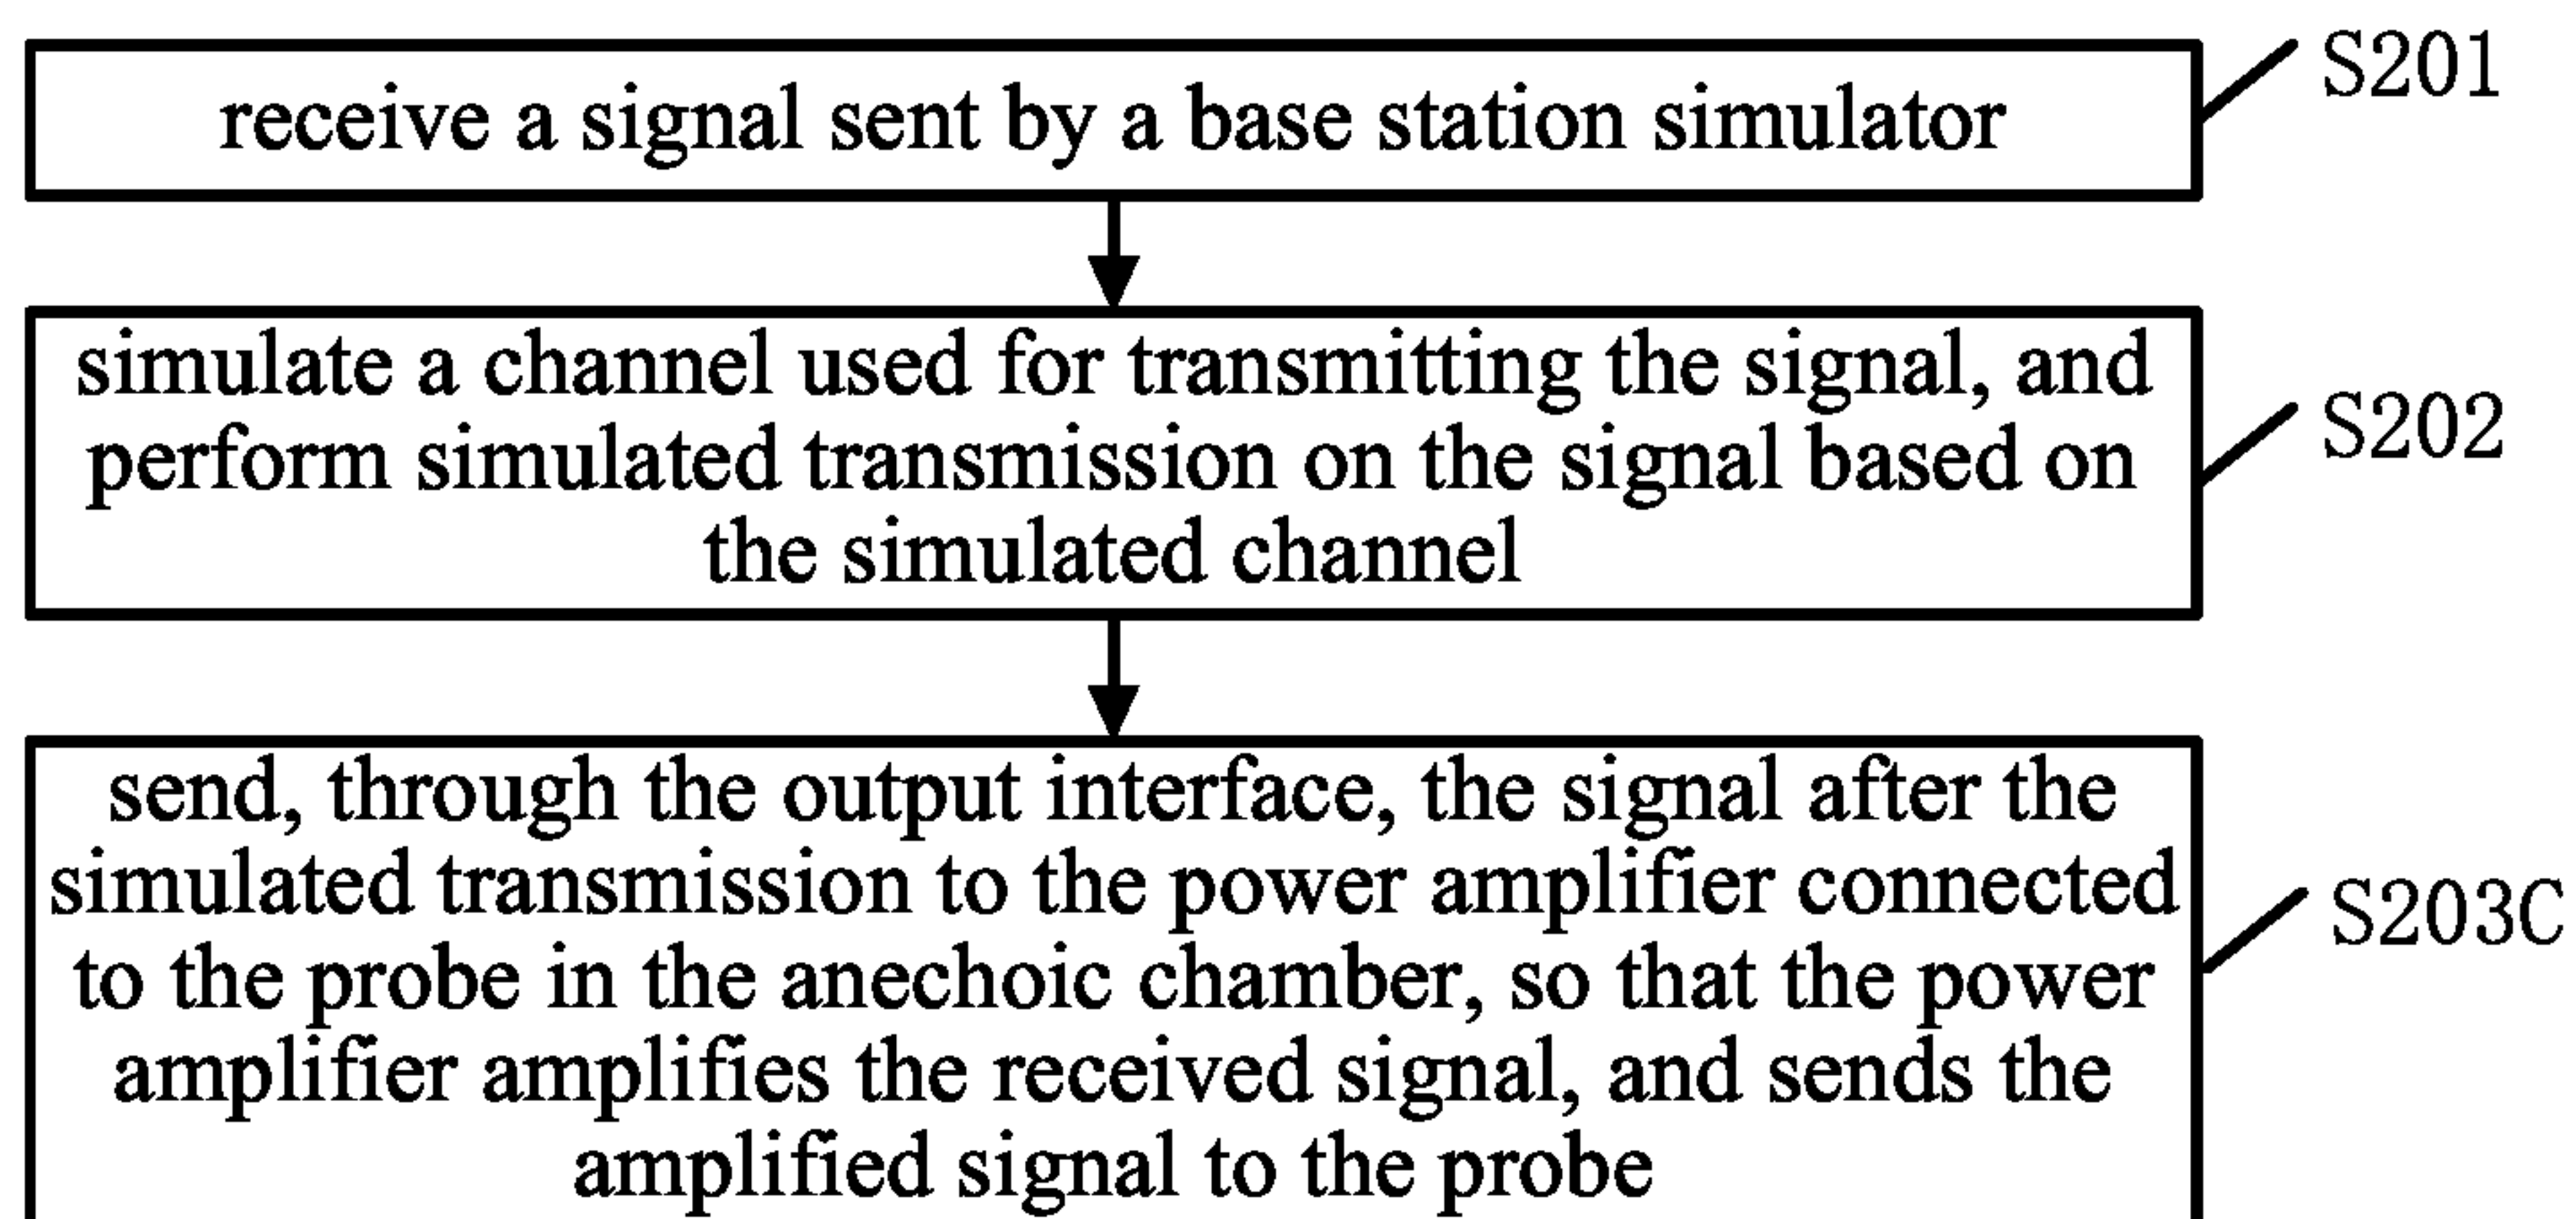 receive a signal sent by a base station simulator
S201
simulate a channel used for transmitting the signal, and
perform simulated transmission on the signal based on
the simulated channel
S202
send, through the output interface, the signal after the
simulated transmission to the power amplifier connected
to the probe in the anechoic chamber, so that the power
amplifier amplifies the received signal, and sends the
amplified signal to the probe
S203C